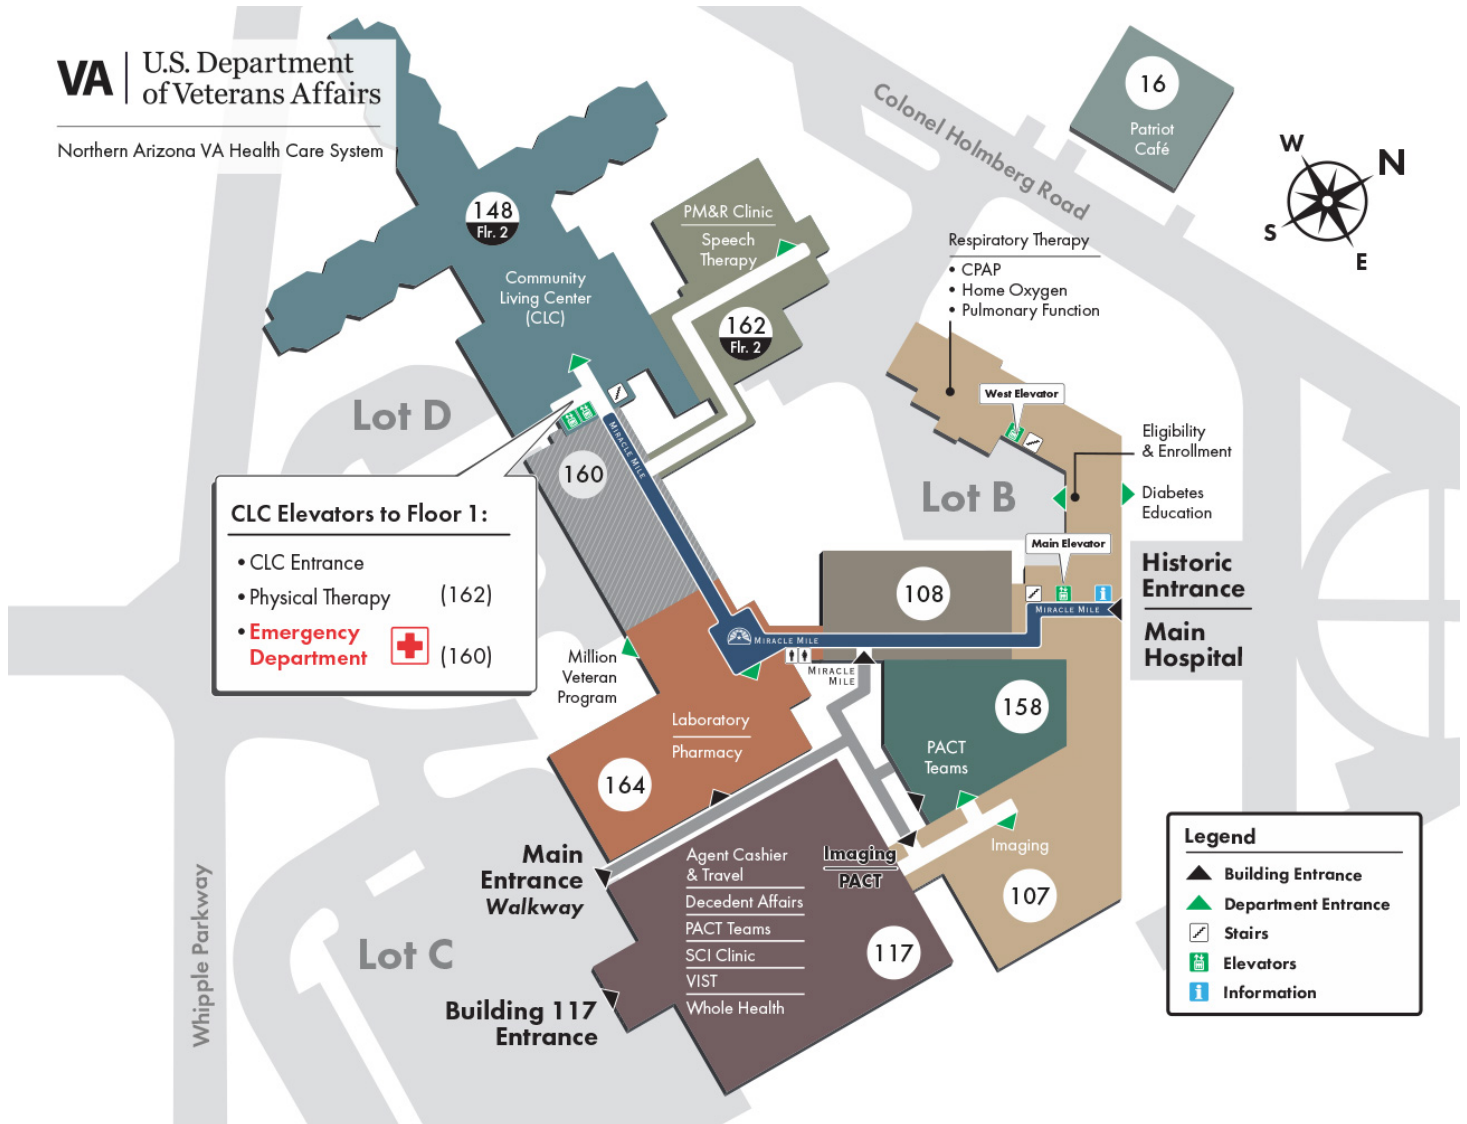 VA
U.S. Department
of Veterans Affairs
Northern Arizona VA Health Care System
16
Patriot
Café
Colonel Holmberg Road
W
N
S
E
148
Flr. 2
Community
Living Center
(CLC)
PM&R Clinic
Speech
Therapy
162
Flr. 2
Respiratory Therapy
• CPAP
• Home Oxygen
• Pulmonary Function
West Elevator
Lot D
Lot B
Eligibility
& Enrollment
Diabetes
Education
MIRACLE MILE
160
CLC Elevators to Floor 1:
• CLC Entrance
• Physical Therapy (162)
• Emergency
Department (160)
Main Elevator
108
Historic
Entrance
Main
Hospital
MIRACLE MILE
MIRACLE MILE
MIRACLE
MILE
Million
Veteran
Program
Laboratory
Pharmacy
164
158
PACT
Teams
Imaging
107
Imaging
PACT
Main
Entrance
Walkway
Agent Cashier
& Travel
Decedent Affairs
PACT Teams
SCI Clinic
VIST
Whole Health
117
Lot C
Building 117
Entrance
Whipple Parkway
Legend
Building Entrance
Department Entrance
Stairs
Elevators
i Information